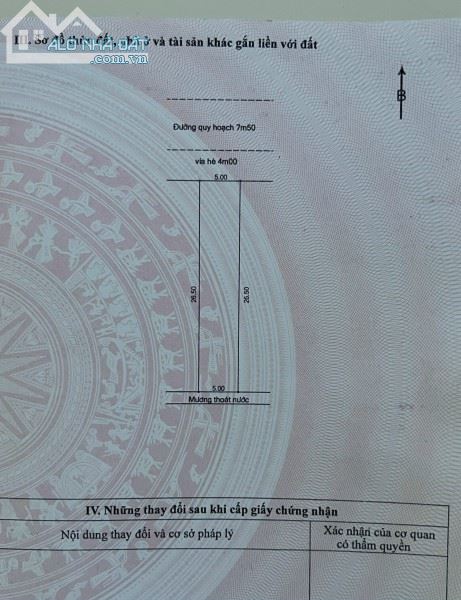 ALO NHÀ ĐẤT
.com.vn
III. Sơ đồ thửa đất, nhà ở và tài sản khác gắn liền với đất
B
Đường quy hoạch 7m50
vỉa hè 4m00
5.00
26.50
26.50
5.00
Mương thoát nước
IV. Những thay đổi sau khi cấp giấy chứng nhận
Nội dung thay đổi và cơ sở pháp lý
Xác nhận của cơ quan
có thẩm quyền